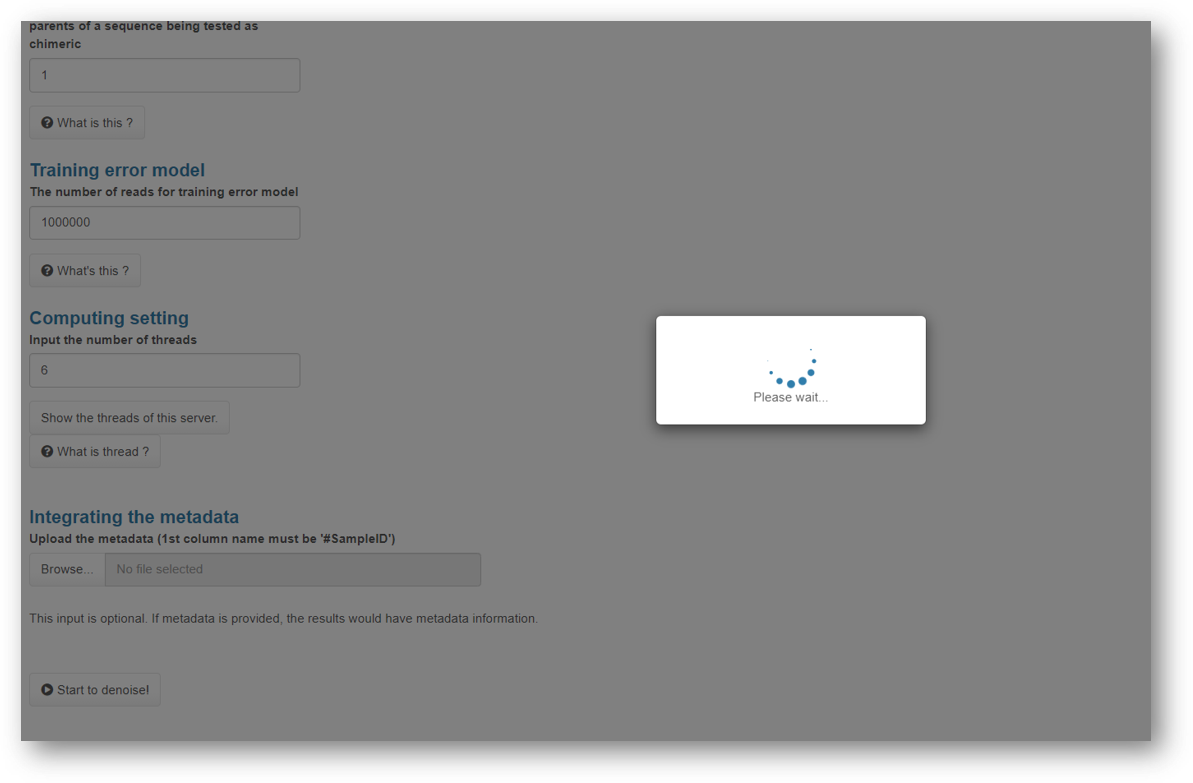 parents of a sequence being tested as
chimeric
1
What is this ?
Training error model
The number of reads for training error model
1000000
What's this ?
Computing setting
Input the number of threads
6
Show the threads of this server.
What is thread ?
Please wait...
Integrating the metadata
Upload the metadata (1st column name must be '#SampleID')
Browse... No file selected
This input is optional. If metadata is provided, the results would have metadata information.
Start to denoise!